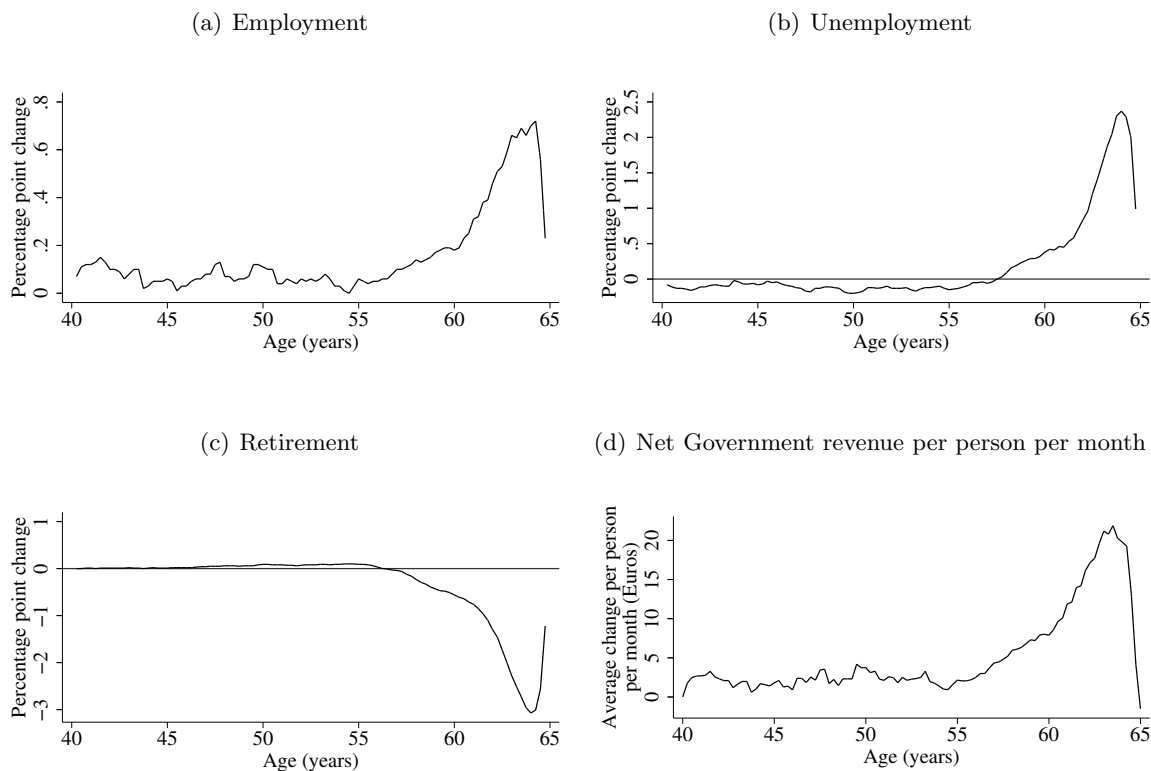 (a) Employment
Percentage point change
.8
.6
.4
.2
0
40 45 50 55 60 65
Age (years)
(b) Unemployment
Percentage point change
2.5
2
1.5
1
.5
0
40 45 50 55 60 65
Age (years)
(c) Retirement
Percentage point change
1
0
−1
−2
−3
40 45 50 55 60 65
Age (years)
(d) Net Government revenue per person per month
Average change per person
per month (Euros)
20
15
10
5
0
40 45 50 55 60 65
Age (years)